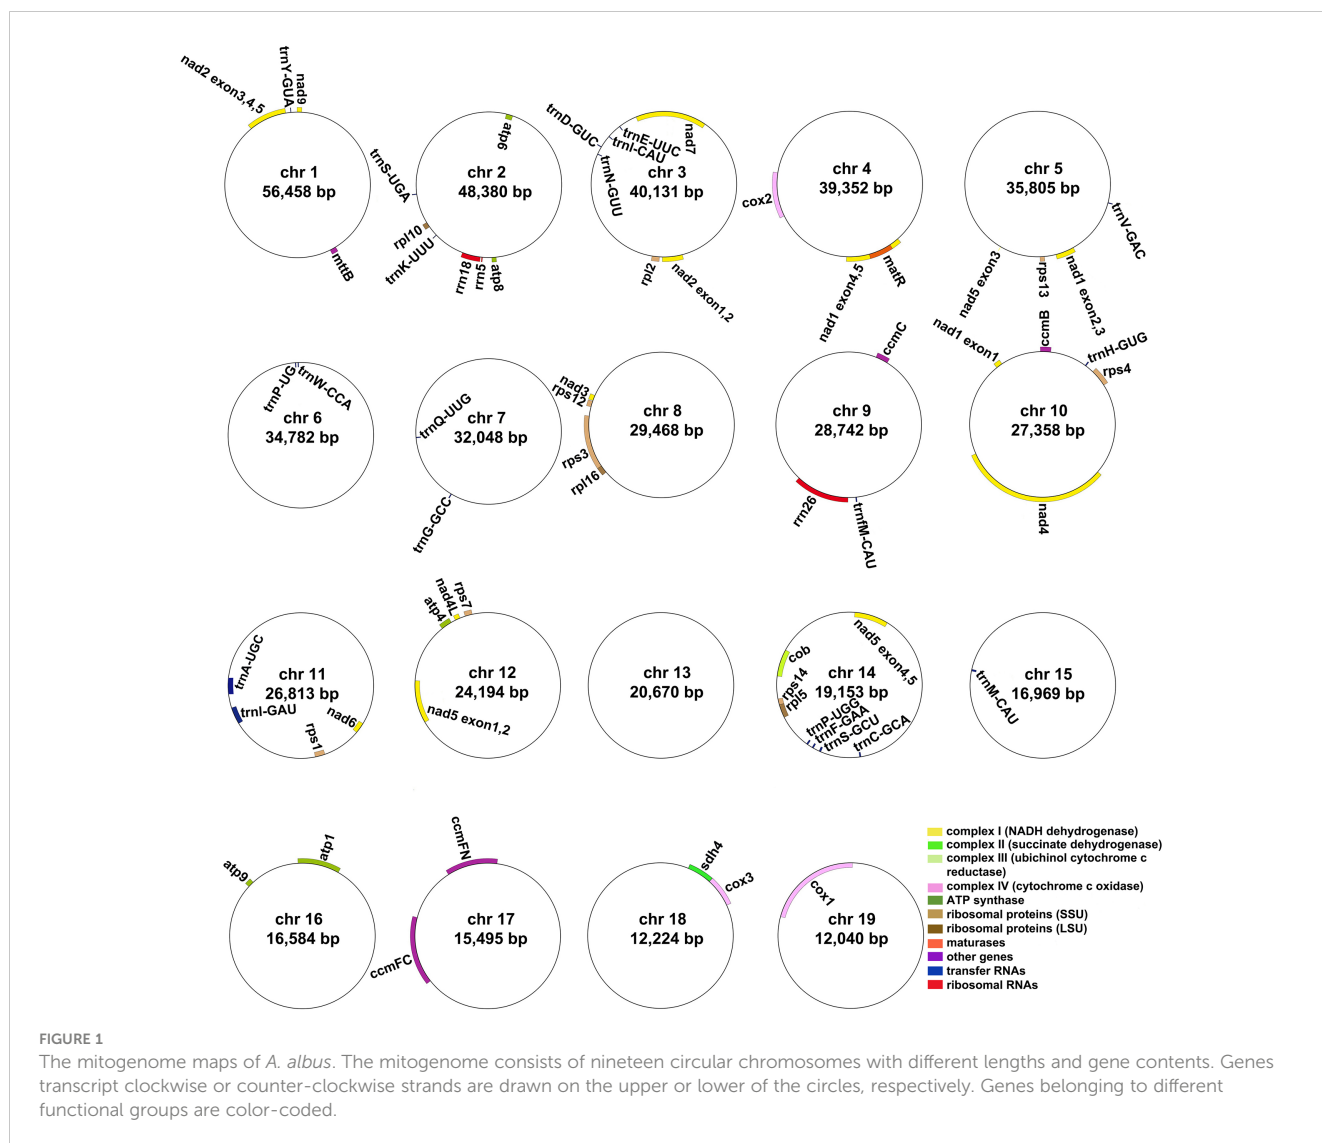 nad2 exon3,4,5
trnY-GUA
nad9
chr 1
56,458 bp
mttB
atp6
trnS-UGA
chr 2
48,380 bp
rpl10
trnK-UUU
rrn18
rrn5
atp8
trnD-GUC
trnE-UUC
trnI-CAU
nad7
trnN-GUU
chr 3
40,131 bp
rpl2
nad2 exon1,2
cox2
chr 4
39,352 bp
nad1 exon4,5
matR
chr 5
35,805 bp
trnV-GAC
nad5 exon3
rps13
nad1 exon2,3
trnP-UG
trnW-CCA
chr 6
34,782 bp
trnQ-UUG
chr 7
32,048 bp
trnG-GCC
nad3
rps12
chr 8
29,468 bp
rps3
rpl16
ccmC
chr 9
28,742 bp
rrn26
trnfM-CAU
nad1 exon1
ccmB
trnH-GUG
rps4
chr 10
27,358 bp
nad4
trnA-UGC
trnI-GAU
chr 11
26,813 bp
nad6
rps1
atp4
nad4L
rps7
chr 12
24,194 bp
nad5 exon1,2
chr 13
20,670 bp
nad5 exon4,5
cob
chr 14
19,153 bp
rps14
rpl5
trnP-UGG
trnF-GAA
trnS-GCU
trnC-GCA
chr 15
16,969 bp
trnM-CAU
atp9
atp1
chr 16
16,584 bp
ccmFN
chr 17
15,495 bp
ccmFC
sdh4
cox3
chr 18
12,224 bp
cox1
chr 19
12,040 bp
complex I (NADH dehydrogenase)
complex II (succinate dehydrogenase)
complex III (ubichinol cytochrome c
reductase)
complex IV (cytochrome c oxidase)
ATP synthase
ribosomal proteins (SSU)
ribosomal proteins (LSU)
maturases
other genes
transfer RNAs
ribosomal RNAs
FIGURE 1
The mitogenome maps of A. albus. The mitogenome consists of nineteen circular chromosomes with different lengths and gene contents. Genes
transcript clockwise or counter-clockwise strands are drawn on the upper or lower of the circles, respectively. Genes belonging to different
functional groups are color-coded.